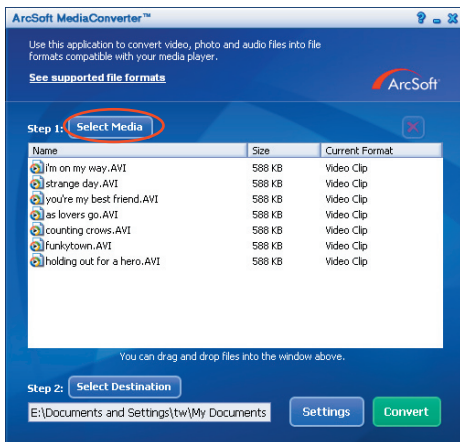 ArcSoft MediaConverter™
Use this application to convert video, photo and audio files into file
formats compatible with your media player.
See supported file formats
ArcSoft
Step 1: Select Media
Name Size Current Format
i'm on my way.AVI 588 KB Video Clip
strange day.AVI 588 KB Video Clip
you're my best friend.AVI 588 KB Video Clip
as lovers go.AVI 588 KB Video Clip
counting crows.AVI 588 KB Video Clip
funkytown.AVI 588 KB Video Clip
holding out for a hero.AVI 588 KB Video Clip
You can drag and drop files into the window above.
Step 2: Select Destination
E:\Documents and Settings\tw\My Documents Settings Convert